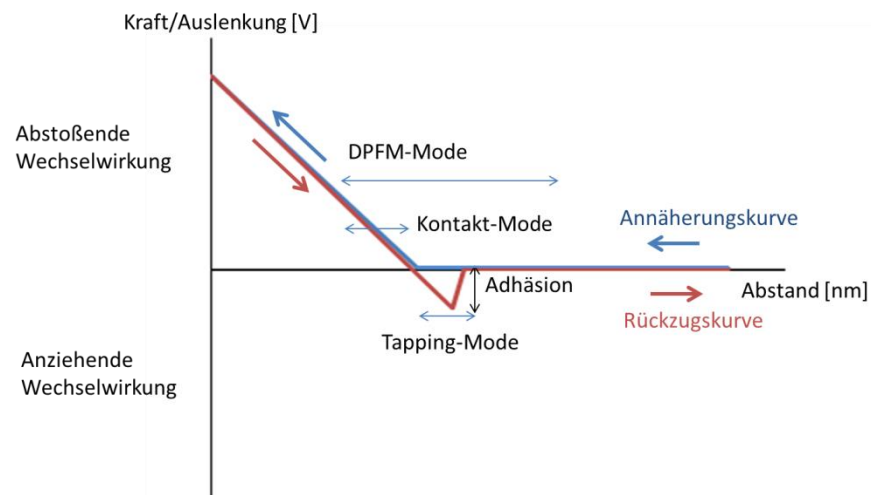 Kraft/Auslenkung [V]
Abstoßende
Wechselwirkung
DPFM-Mode
Kontakt-Mode
Annäherungskurve
Adhäsion
Abstand [nm]
Rückzugskurve
Tapping-Mode
Anziehende
Wechselwirkung